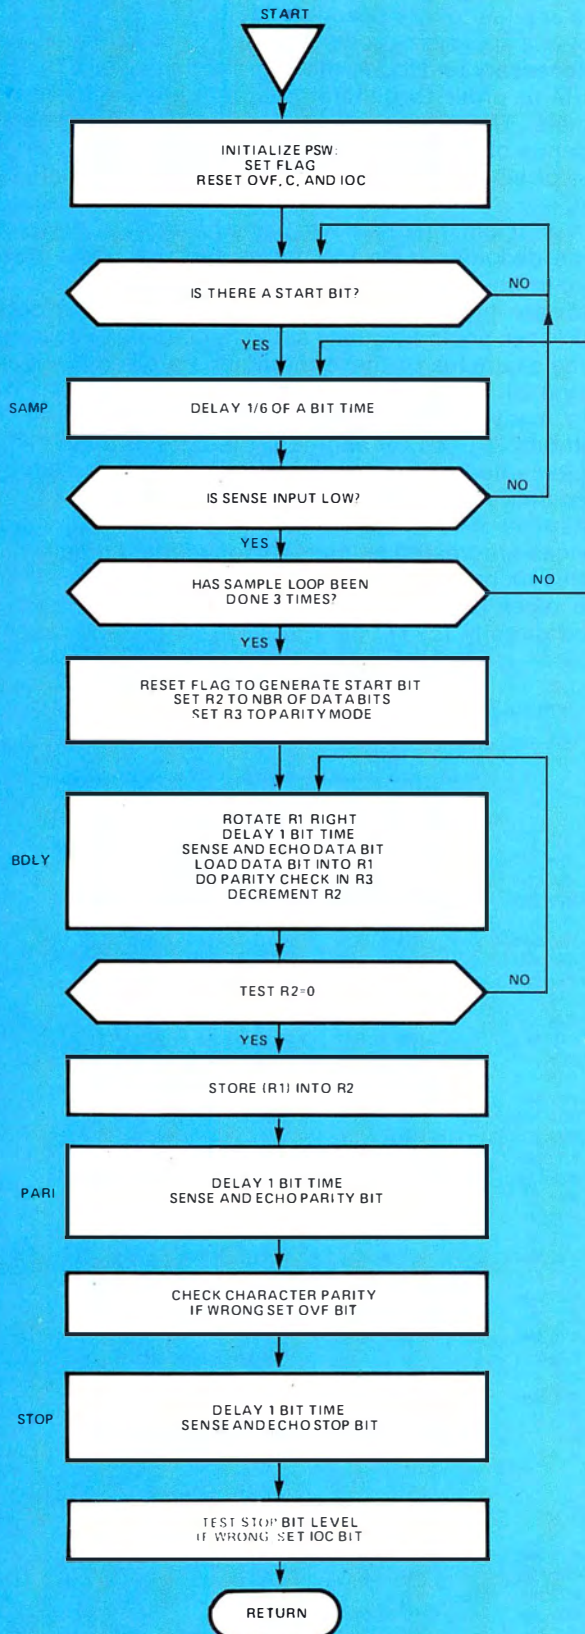 START
INITIALIZE PSW:
SET FLAG
RESET OVF, C, AND IOC
IS THERE A START BIT?
NO
YES
SAMP
DELAY 1/6 OF A BIT TIME
IS SENSE INPUT LOW?
NO
YES
HAS SAMPLE LOOP BEEN
DONE 3 TIMES?
NO
YES
RESET FLAG TO GENERATE START BIT
SET R2 TO NBR OF DATA BITS
SET R3 TO PARITY MODE
BDLY
ROTATE R1 RIGHT
DELAY 1 BIT TIME
SENSE AND ECHO DATA BIT
LOAD DATA BIT INTO R1
DO PARITY CHECK IN R3
DECREMENT R2
TEST R2=0
NO
YES
STORE (R1) INTO R2
PARI
DELAY 1 BIT TIME
SENSE AND ECHO PARITY BIT
CHECK CHARACTER PARITY
IF WRONG SET OVF BIT
STOP
DELAY 1 BIT TIME
SENSE AND ECHO STOP BIT
TEST STOP BIT LEVEL
IF WRONG SET IOC BIT
RETURN